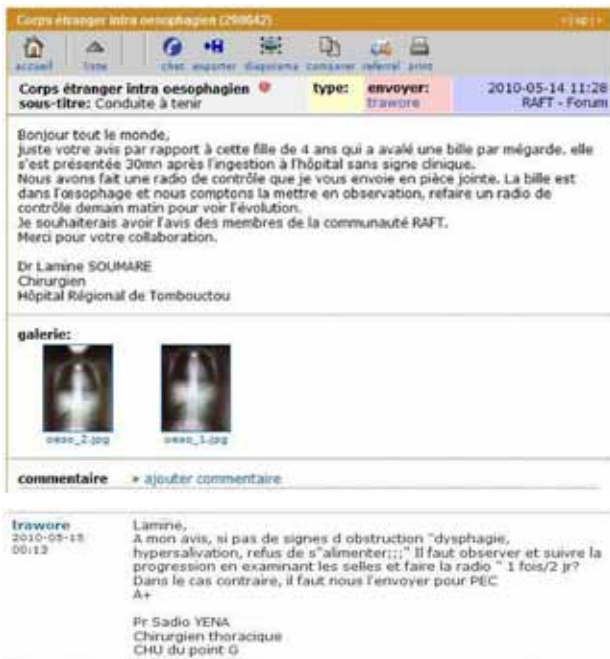 Corps étranger intra oesophagien (298642)
accueil liste chat exporter diaporama comparer referral print
Corps étranger intra oesophagien type: envoyer: 2010-05-14 11:28
sous-titre: Conduite à tenir trawore RAFT - Forum
Bonjour tout le monde,
juste votre avis par rapport à cette fille de 4 ans qui a avalé une bille par mégarde. elle
s'est présentée 30mn après l'ingestion à l'hôpital sans signe clinique.
Nous avons fait une radio de contrôle que je vous envoie en pièce jointe. La bille est
dans l'œsophage et nous comptons la mettre en observation, refaire un radio de
contrôle demain matin pour voir l'évolution.
Je souhaiterais avoir l'avis des membres de la communauté RAFT.
Merci pour votre collaboration.
Dr Lamine SOUMARE
Chirurgien
Hôpital Régional de Tombouctou
galerie:
oeso_2.jpg oeso_1.jpg
commentaire » ajouter commentaire
trawore Lamine,
2010-05-15 A mon avis, si pas de signes d obstruction "dysphagie,
00:13 hypersalivation, refus de s"alimenter;;;" Il faut observer et suivre la
progression en examinant les selles et faire la radio " 1 fois/2 jr?
Dans le cas contraire, il faut nous l'envoyer pour PEC
A+
Pr Sadio YENA
Chirurgien thoracique
CHU du point G